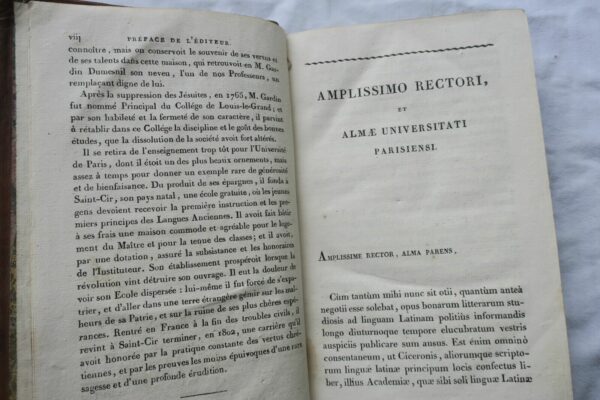 viij PRÉFACE DE L'ÉDITEUR.
connoître, mais on conservoit le souvenir de ses vertus et
de ses talents dans cette maison, qui retrouvoit en M. Gar-
din Dumesnil son neveu, l'un de nos Professeurs, un
remplaçant digne de lui.
Après la suppression des Jésuites, en 1765, M. Gardin
fut nommé Principal du Collége de Louis-le-Grand; et
par son habileté et la fermeté de son caractère, il parvint
à rétablir dans ce Collége la discipline et le goût des bonnes
études, que la dissolution de la société avoit fort altérés.
Il se retira de l'enseignement trop tôt pour l'Université
de Paris, dont il étoit un des plus beaux ornements, mais
assez à temps pour donner un exemple rare de générosité
et de bienfaisance. Du produit de ses épargnes, il fonda à
Saint-Cir, son pays natal, une école gratuite, où les jeunes
gens devoient recevoir la première instruction et les pre-
miers principes des Langues Anciennes. Il avoit fait bâtir
à ses frais une maison commode et agréable pour le loge-
ment du Maître et pour la tenue des classes; et il avoit,
par une dotation, assuré la subsistance et les honoraires
de l'Instituteur. Son établissement prospéroit lorsque la
révolution vint détruire son ouvrage. Il eut la douleur de
voir son Ecole dispersée: lui-même il fut forcé de s'expa-
trier, et d'aller dans une terre étrangère gémir sur les mal-
heurs de sa Patrie, et sur la ruine de ses plus chères espé-
rances. Rentré en France à la fin des troubles civils, il
revint à Saint-Cir terminer, en 1802, une carrière qu'il
avoit honorée par la pratique constante des vertus chré-
tiennes, et par les preuves les moins équivoques d'une rare
sagesse et d'une profonde érudition.
AMPLISSIMO RECTORI,
ET
ALMÆ UNIVERSITATI
PARISIENSI.
AMPLISSIME RECTOR, ALMA PARENS,
Cùm tantùm mihi nunc sit otii, quantùm anteà
negotii esse solebat, opus bonarum litterarum stu-
diosis ad linguam Latinam politiùs informandis
longo diuturnoque tempore elucubratum vestris
auspiciis publicare sum ausus. Est énim omninò
consentaneum, ut Ciceronis, aliorumque scripto-
rum linguæ latinæ principum locis confectus li-
ber, illius Academiæ, quæ sibi soli linguæ Latinæ